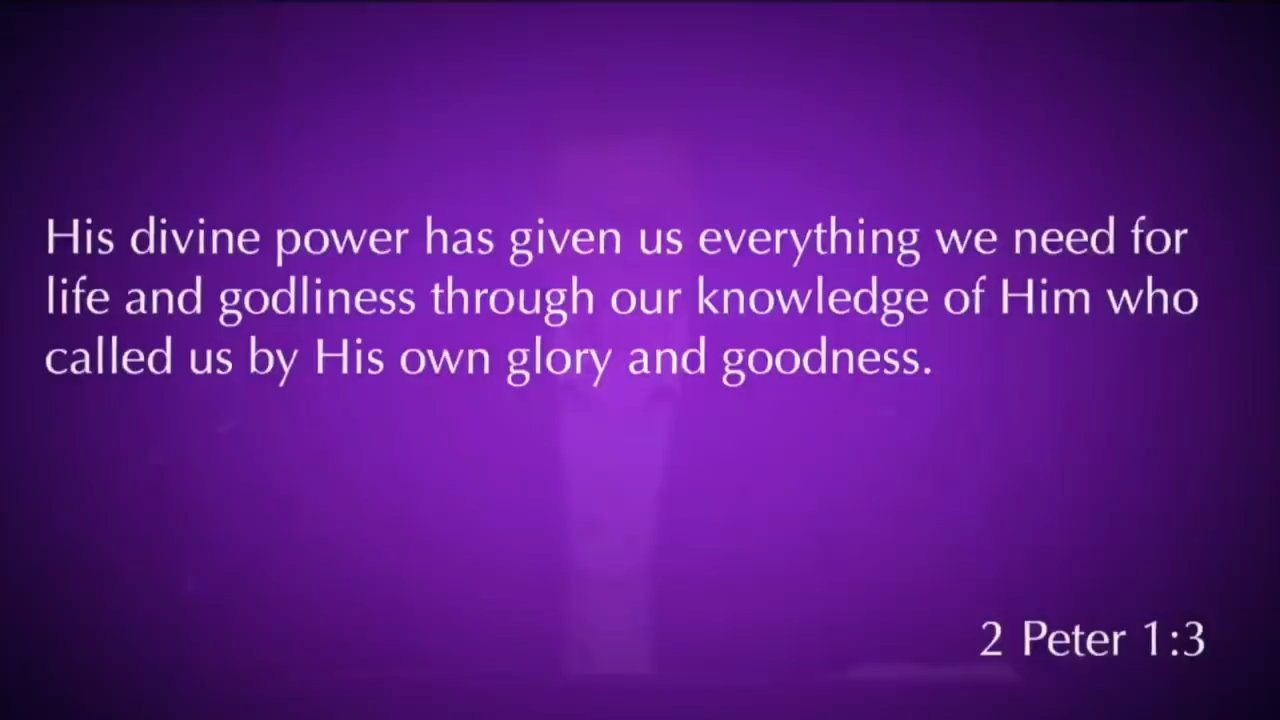 His divine power has given us everything we need for
life and godliness through our knowledge of Him who
called us by His own glory and goodness.
2 Peter 1:3